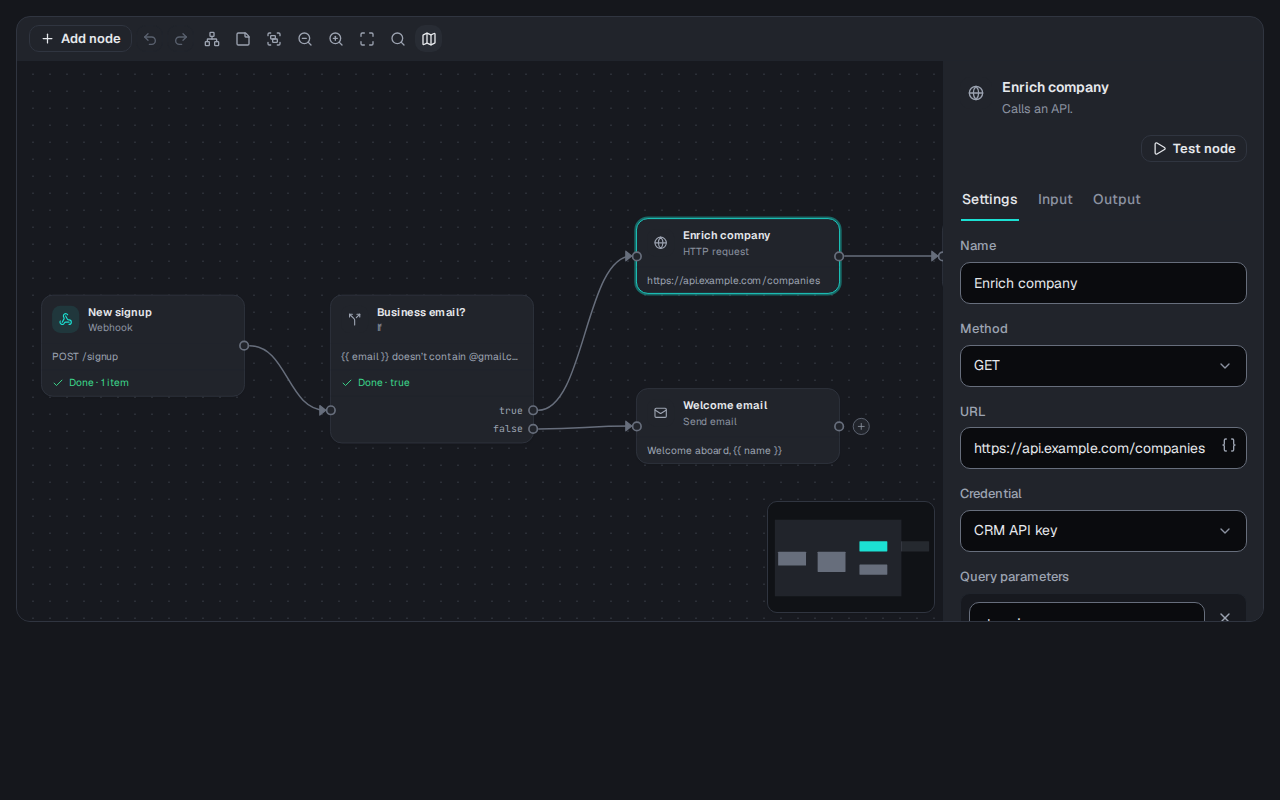 Add node
Enrich company
Calls an API.
Test node
Settings Input Output
Name
Enrich company
Method
GET
URL
https://api.example.com/companies
{}
Credential
CRM API key
Query parameters
Enrich company
HTTP request
https://api.example.com/companies
New signup
Webhook
POST /signup
Done · 1 item
Business email?
If
{{ email }} doesn't contain @gmail.c…
Done · true
true
false
Welcome email
Send email
Welcome aboard, {{ name }}